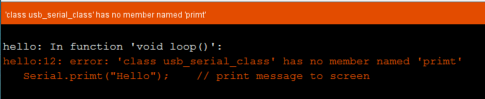 'class usb_serial_class' has no member named 'primt'
hello: In function 'void loop()':
hello:12: error: 'class usb_serial_class' has no member named 'primt'
Serial.primt("Hello");    // print message to screen